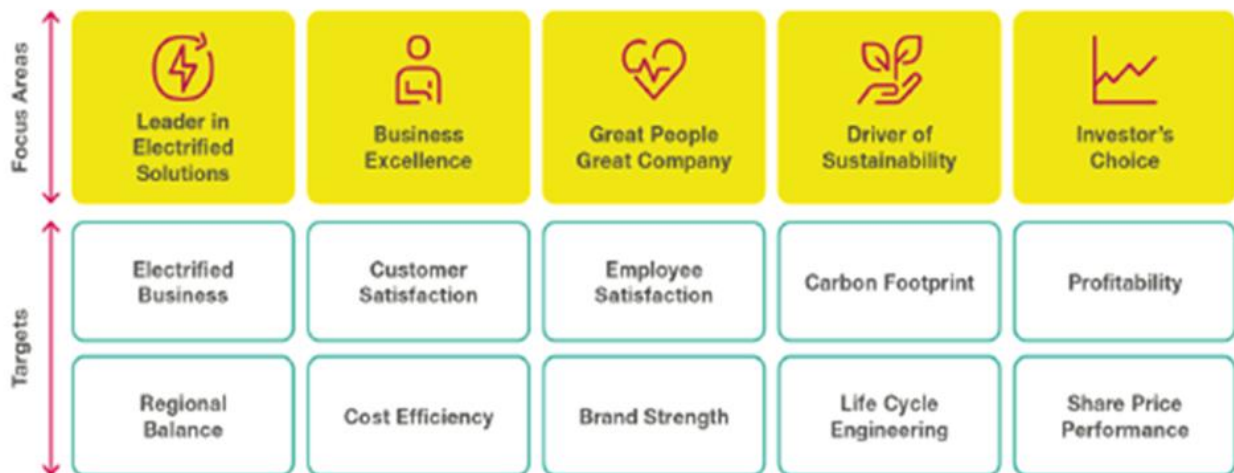 Focus Areas
Leader in
Electrified
Solutions
Business
Excellence
Great People
Great Company
Driver of
Sustainability
Investor's
Choice
Targets
Electrified
Business
Customer
Satisfaction
Employee
Satisfaction
Carbon Footprint
Profitability
Regional
Balance
Cost Efficiency
Brand Strength
Life Cycle
Engineering
Share Price
Performance